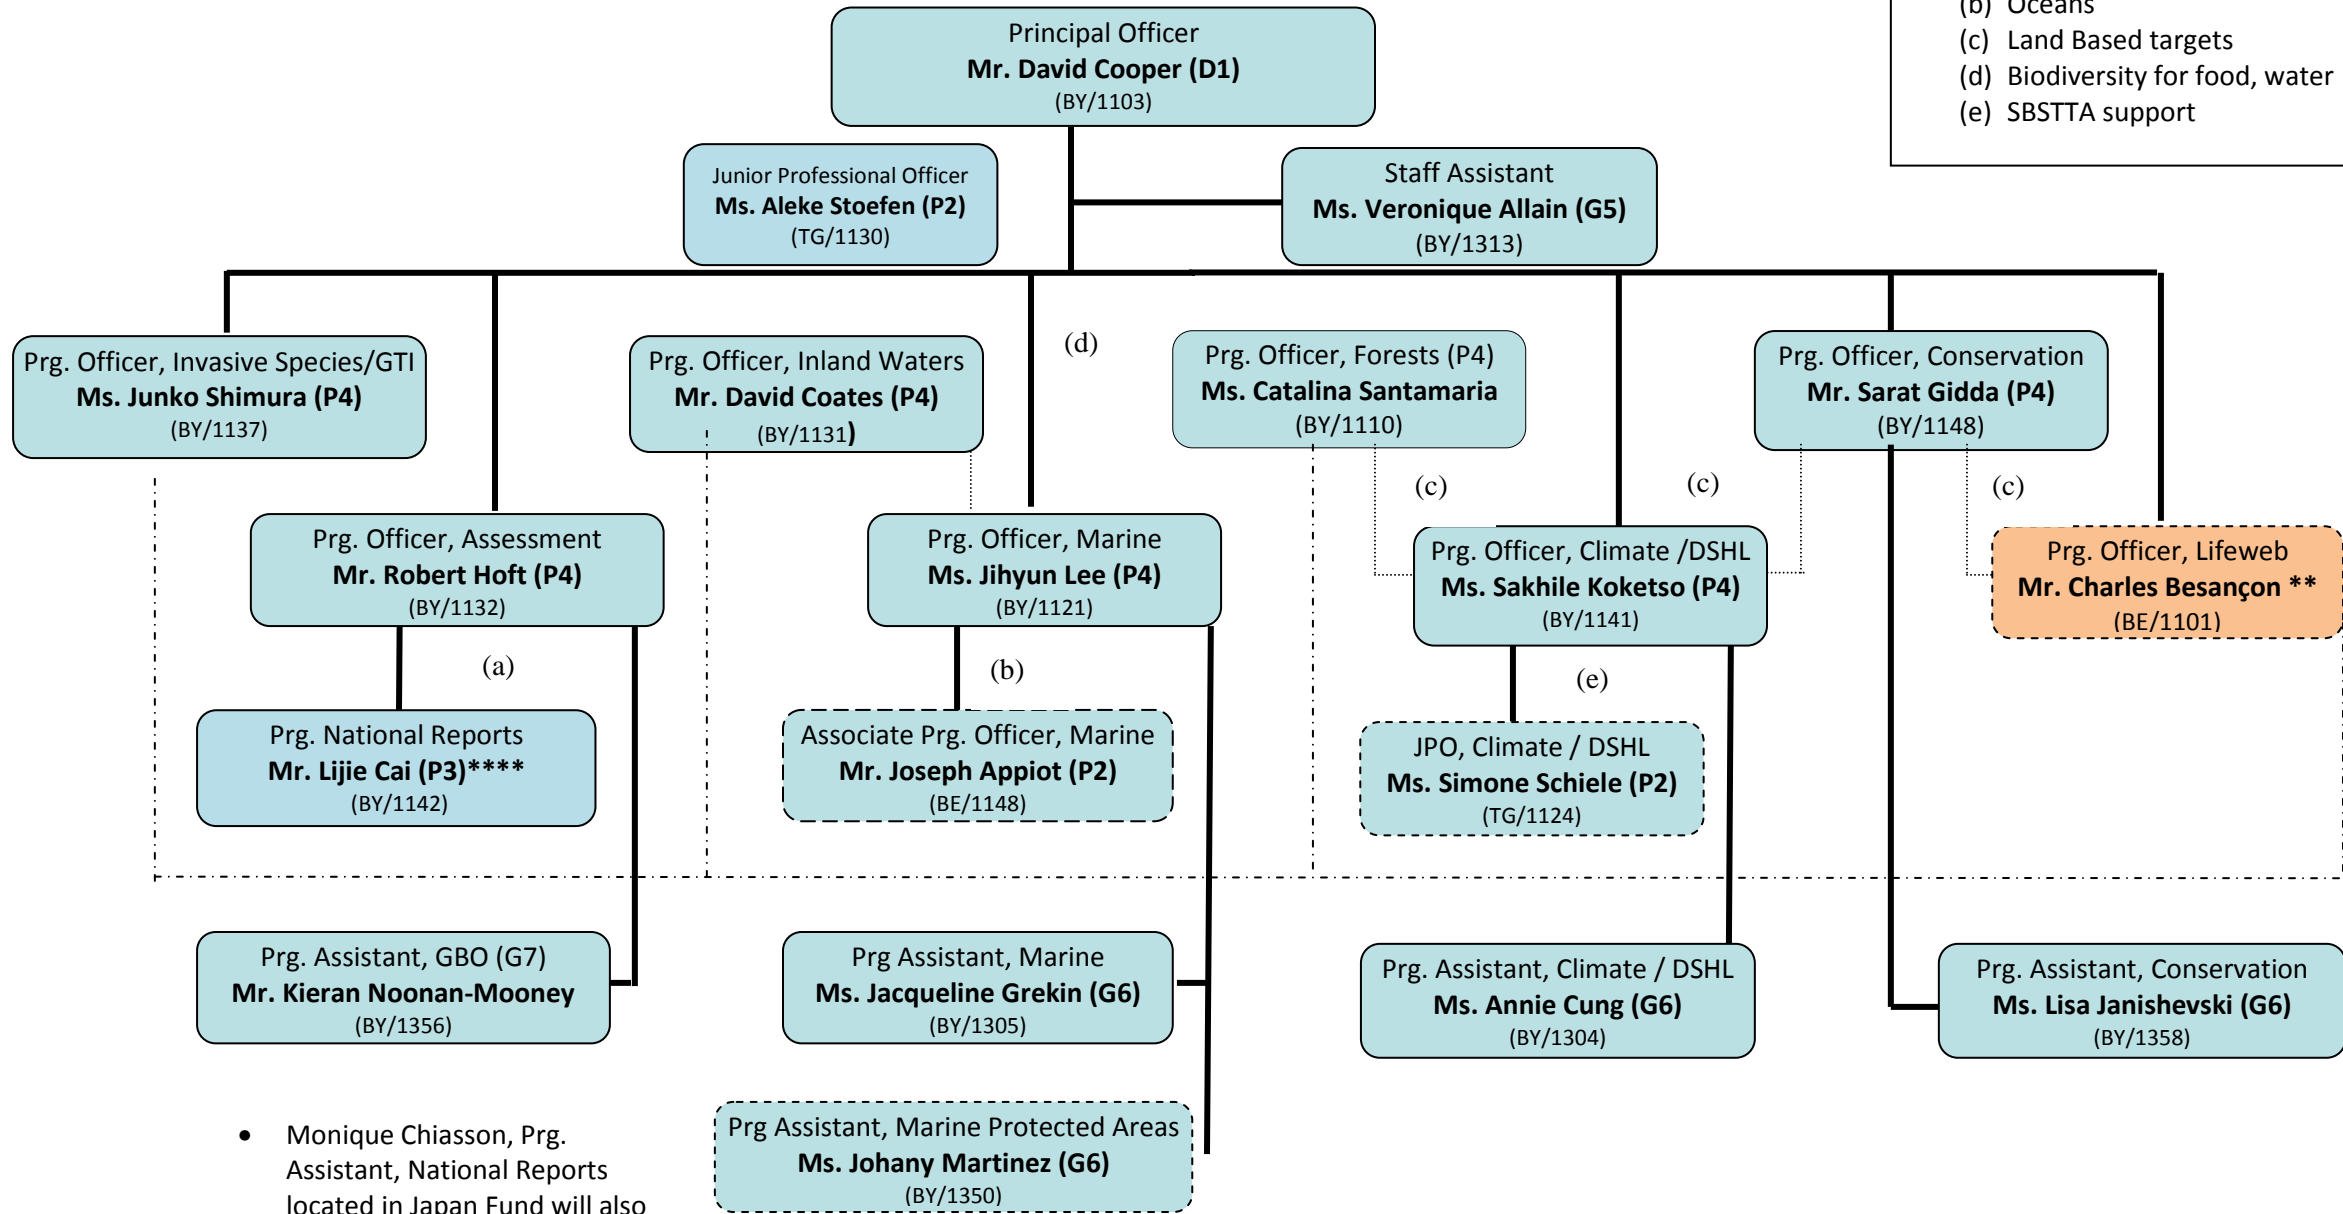 (b) Oceans
(c) Land Based targets
(d) Biodiversity for food, water
(e) SBSTTA support
Principal Officer
Mr. David Cooper (D1)
(BY/1103)
Junior Professional Officer
Ms. Aleke Stoefen (P2)
(TG/1130)
Staff Assistant
Ms. Veronique Allain (G5)
(BY/1313)
Prg. Officer, Invasive Species/GTI
Ms. Junko Shimura (P4)
(BY/1137)
Prg. Officer, Inland Waters
Mr. David Coates (P4)
(BY/1131)
(d)
Prg. Officer, Forests (P4)
Ms. Catalina Santamaria
(BY/1110)
Prg. Officer, Conservation
Mr. Sarat Gidda (P4)
(BY/1148)
(c)
(c)
(c)
Prg. Officer, Assessment
Mr. Robert Hoft (P4)
(BY/1132)
Prg. Officer, Marine
Ms. Jihyun Lee (P4)
(BY/1121)
Prg. Officer, Climate /DSHL
Ms. Sakhile Koketso (P4)
(BY/1141)
Prg. Officer, Lifeweb
Mr. Charles Besançon **
(BE/1101)
(a)
(b)
(e)
Prg. National Reports
Mr. Lijie Cai (P3)****
(BY/1142)
Associate Prg. Officer, Marine
Mr. Joseph Appiot (P2)
(BE/1148)
JPO, Climate / DSHL
Ms. Simone Schiele (P2)
(TG/1124)
Prg. Assistant, GBO (G7)
Mr. Kieran Noonan-Mooney
(BY/1356)
Prg Assistant, Marine
Ms. Jacqueline Grekin (G6)
(BY/1305)
Prg. Assistant, Climate / DSHL
Ms. Annie Cung (G6)
(BY/1304)
Prg. Assistant, Conservation
Ms. Lisa Janishevski (G6)
(BY/1358)
Prg Assistant, Marine Protected Areas
Ms. Johany Martinez (G6)
(BY/1350)
• Monique Chiasson, Prg.
Assistant, National Reports
located in Japan Fund will also